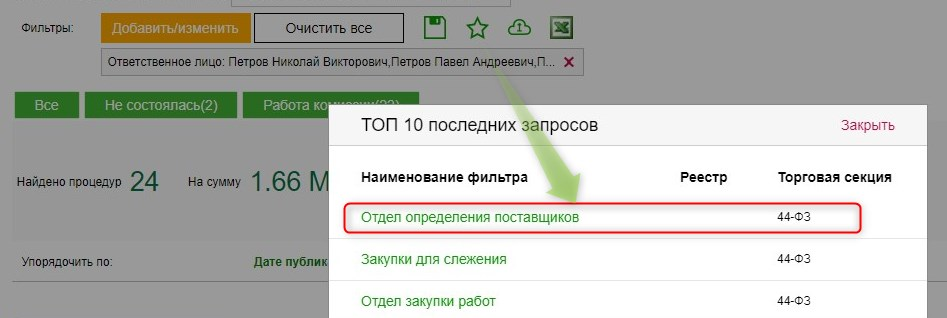 Фильтры: Добавить/изменить Очистить все
Ответственное лицо: Петров Николай Викторович,Петров Павел Андреевич,П...
Все Не состоялась(2) Работа комиссии(22)
ТОП 10 последних запросов Закрыть
Наименование фильтра Реестр Торговая секция
Найдено процедур 24 На сумму 1.66 М
Отдел определения поставщиков 44-ФЗ
Упорядочить по: Дате публика
Закупки для слежения 44-ФЗ
Отдел закупки работ 44-ФЗ